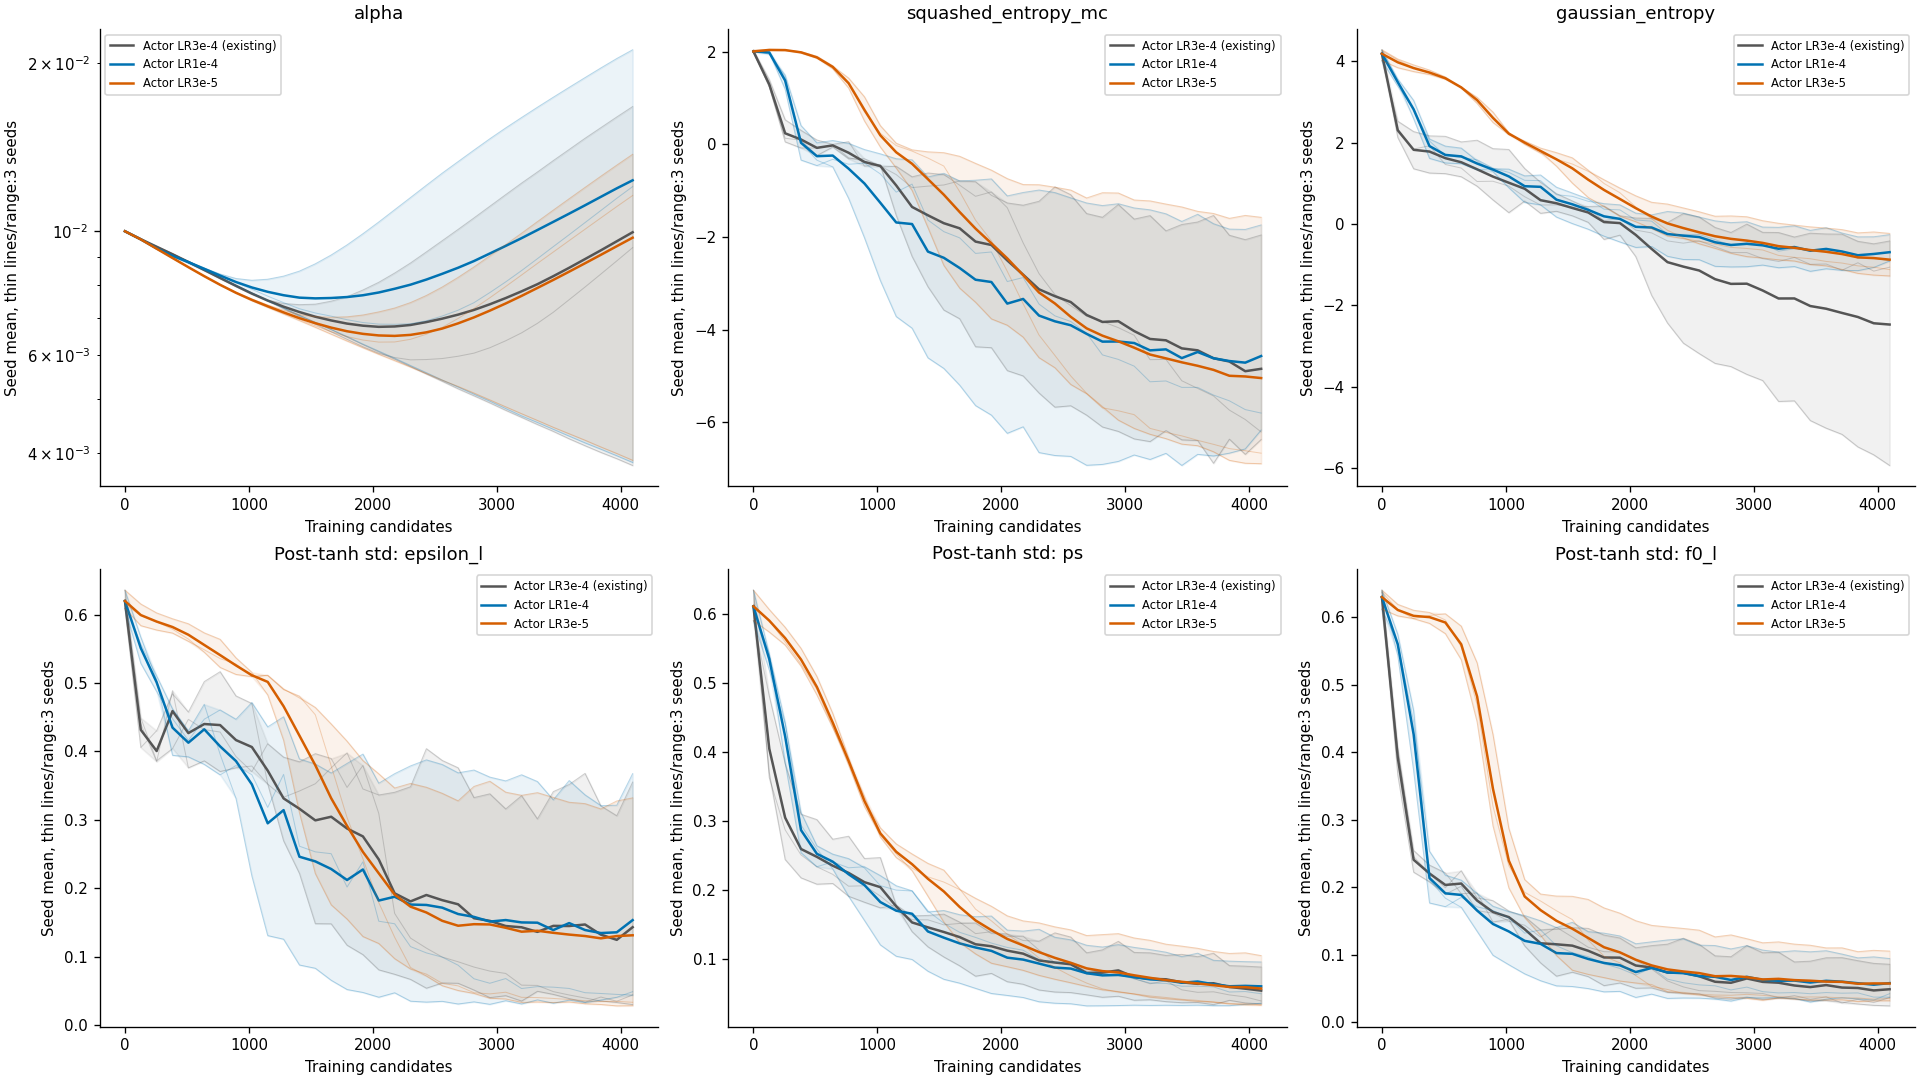 alpha
Seed mean, thin lines/range:3 seeds
2 × 10⁻²
10⁻²
6 × 10⁻³
4 × 10⁻³
Actor LR3e-4 (existing)
Actor LR1e-4
Actor LR3e-5
0 1000 2000 3000 4000
Training candidates
squashed_entropy_mc
Seed mean, thin lines/range:3 seeds
2
0
−2
−4
−6
Actor LR3e-4 (existing)
Actor LR1e-4
Actor LR3e-5
0 1000 2000 3000 4000
Training candidates
gaussian_entropy
Seed mean, thin lines/range:3 seeds
4
2
0
−2
−4
−6
Actor LR3e-4 (existing)
Actor LR1e-4
Actor LR3e-5
0 1000 2000 3000 4000
Training candidates
Post-tanh std: epsilon_l
Seed mean, thin lines/range:3 seeds
0.6
0.5
0.4
0.3
0.2
0.1
0.0
Actor LR3e-4 (existing)
Actor LR1e-4
Actor LR3e-5
0 1000 2000 3000 4000
Training candidates
Post-tanh std: ps
Seed mean, thin lines/range:3 seeds
0.6
0.5
0.4
0.3
0.2
0.1
Actor LR3e-4 (existing)
Actor LR1e-4
Actor LR3e-5
0 1000 2000 3000 4000
Training candidates
Post-tanh std: f0_l
Seed mean, thin lines/range:3 seeds
0.6
0.5
0.4
0.3
0.2
0.1
0.0
Actor LR3e-4 (existing)
Actor LR1e-4
Actor LR3e-5
0 1000 2000 3000 4000
Training candidates